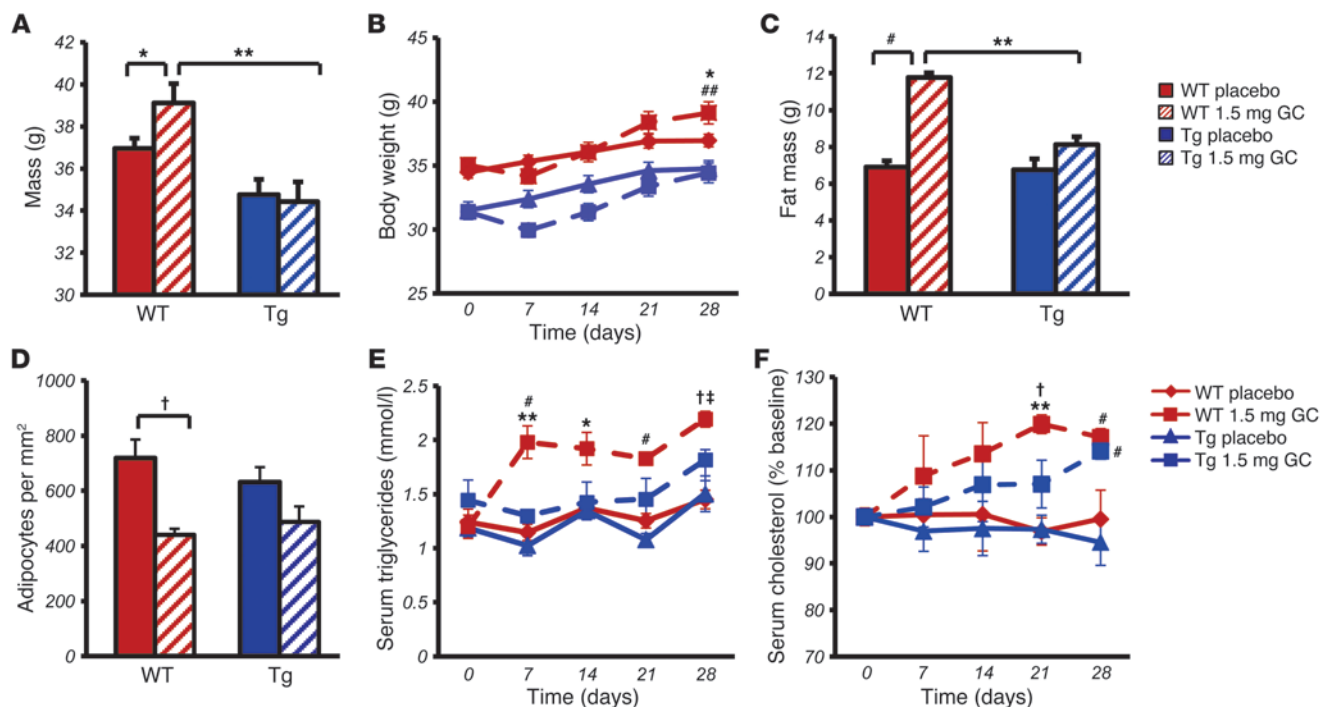 A
Mass (g)
42
40
38
36
34
32
30
*
**
WT
Tg
B
Body weight (g)
45
40
35
30
25
*
##
0
7
14
21
28
Time (days)
C
Fat mass (g)
14
12
10
8
6
4
2
0
#
**
WT
Tg
WT placebo
WT 1.5 mg GC
Tg placebo
Tg 1.5 mg GC
D
Adipocytes per mm²
1000
800
600
400
200
0
†
WT
Tg
E
Serum triglycerides (mmol/l)
2.5
2
1.5
1
0.5
0
#
**
*
#
†‡
0
7
14
21
28
Time (days)
F
Serum cholesterol (% baseline)
130
120
110
100
90
80
70
†
**
#
#
0
7
14
21
28
Time (days)
WT placebo
WT 1.5 mg GC
Tg placebo
Tg 1.5 mg GC